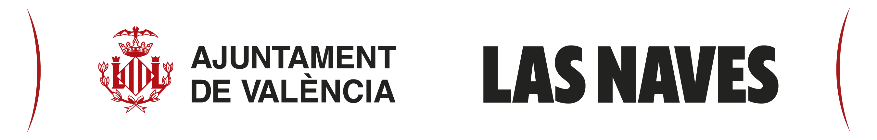 AJUNTAMENT
DE VALÈNCIA
LAS NAVES